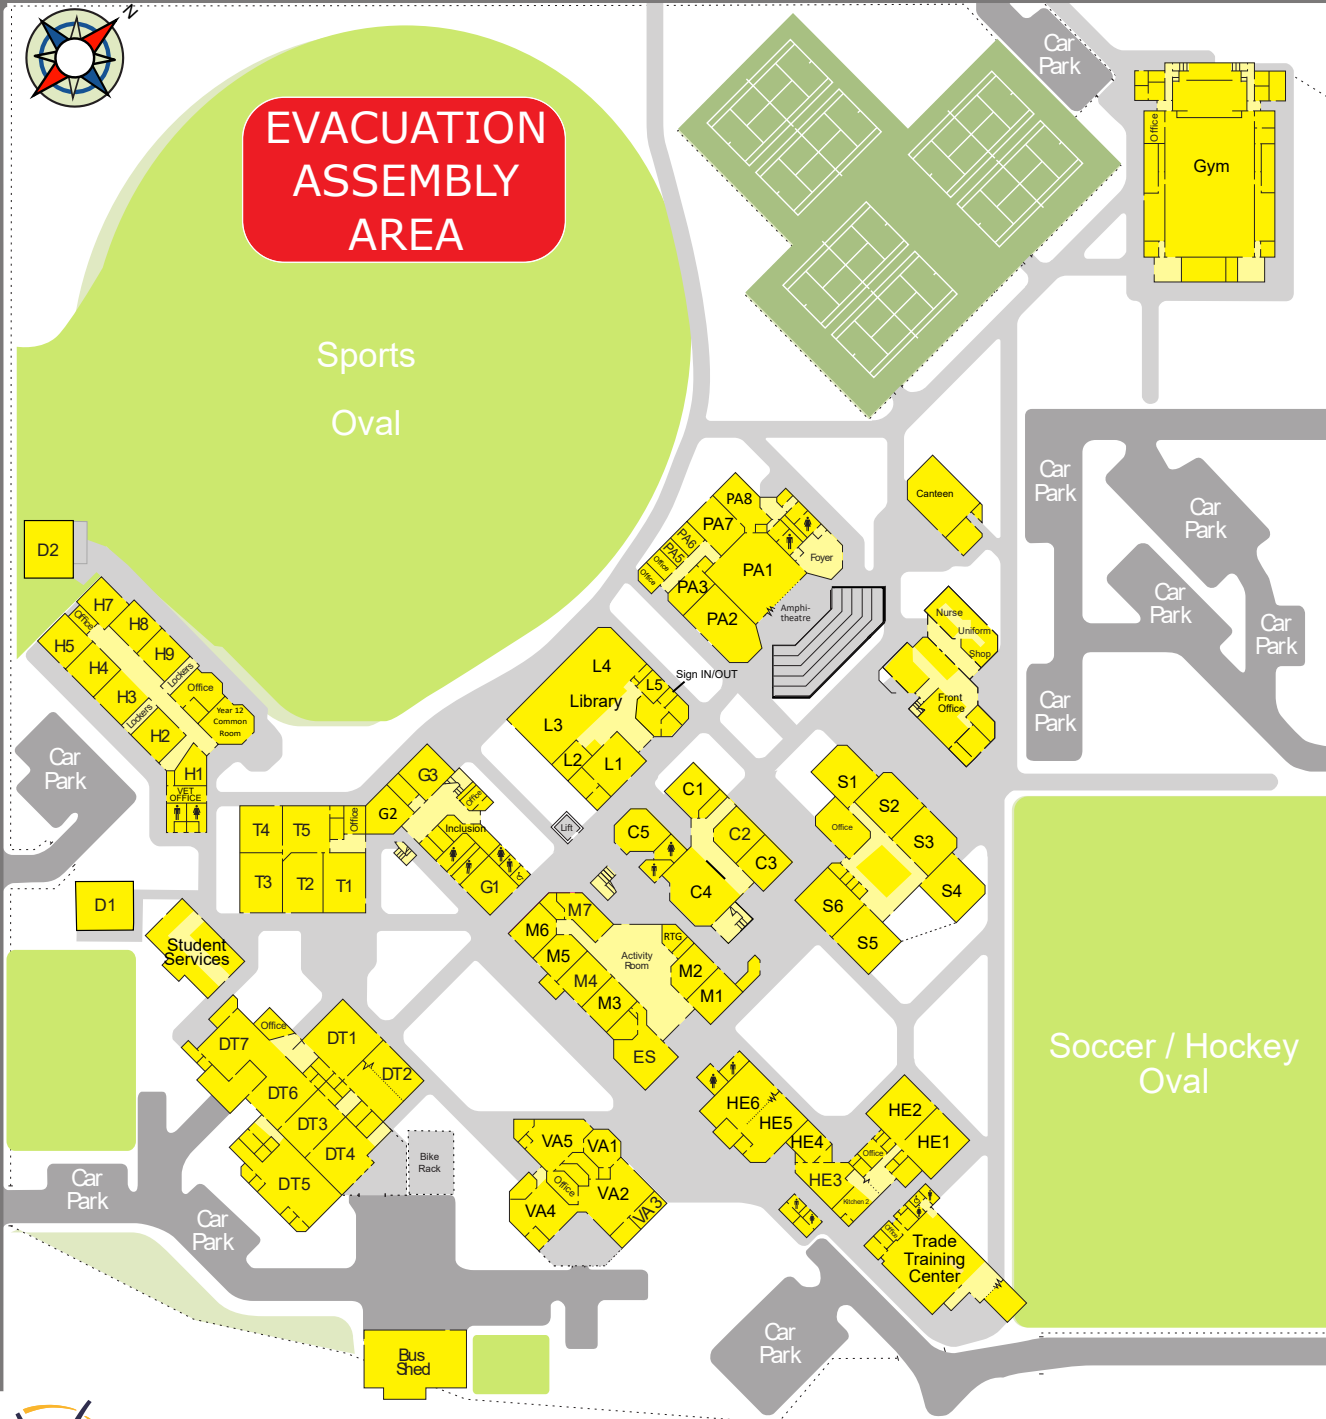 N
EVACUATION
ASSEMBLY
AREA
Sports
Oval
Car
Park
Office
Gym
Car
Park
Car
Park
Car
Park
Car
Park
Car
Park
Canteen
PA8
PA7
PA6
PA5
Office
Office
PA3
PA1
PA2
Foyer
Amphi-
theatre
Nurse
Uniform
Shop
Front
Office
D2
H7
Office
H8
H5
H9
H4
Lockers
H3
Office
Lockers
Year 12
Common
Room
H2
H1
VET
OFFICE
Car
Park
L4
L5
Sign IN/OUT
Library
L3
L2
L1
Lift
G3
Office
G2
Inclusion
G1
T4
T5
Office
T3
T2
T1
C1
C5
C2
C3
C4
S1
S2
Office
S3
S4
S6
S5
D1
Student
Services
M7
M6
RTG
Activity
Room
M5
M2
M4
M1
M3
ES
Soccer / Hockey
Oval
Office
DT1
DT7
DT2
DT6
DT3
DT4
DT5
Bike
Rack
HE6
HE5
HE4
HE3
HE2
HE1
Office
Kitchen 2
VA5
VA1
Office
VA2
VA4
VA3
Office
Trade
Training
Center
Car
Park
Car
Park
Car
Park
Bus
Shed